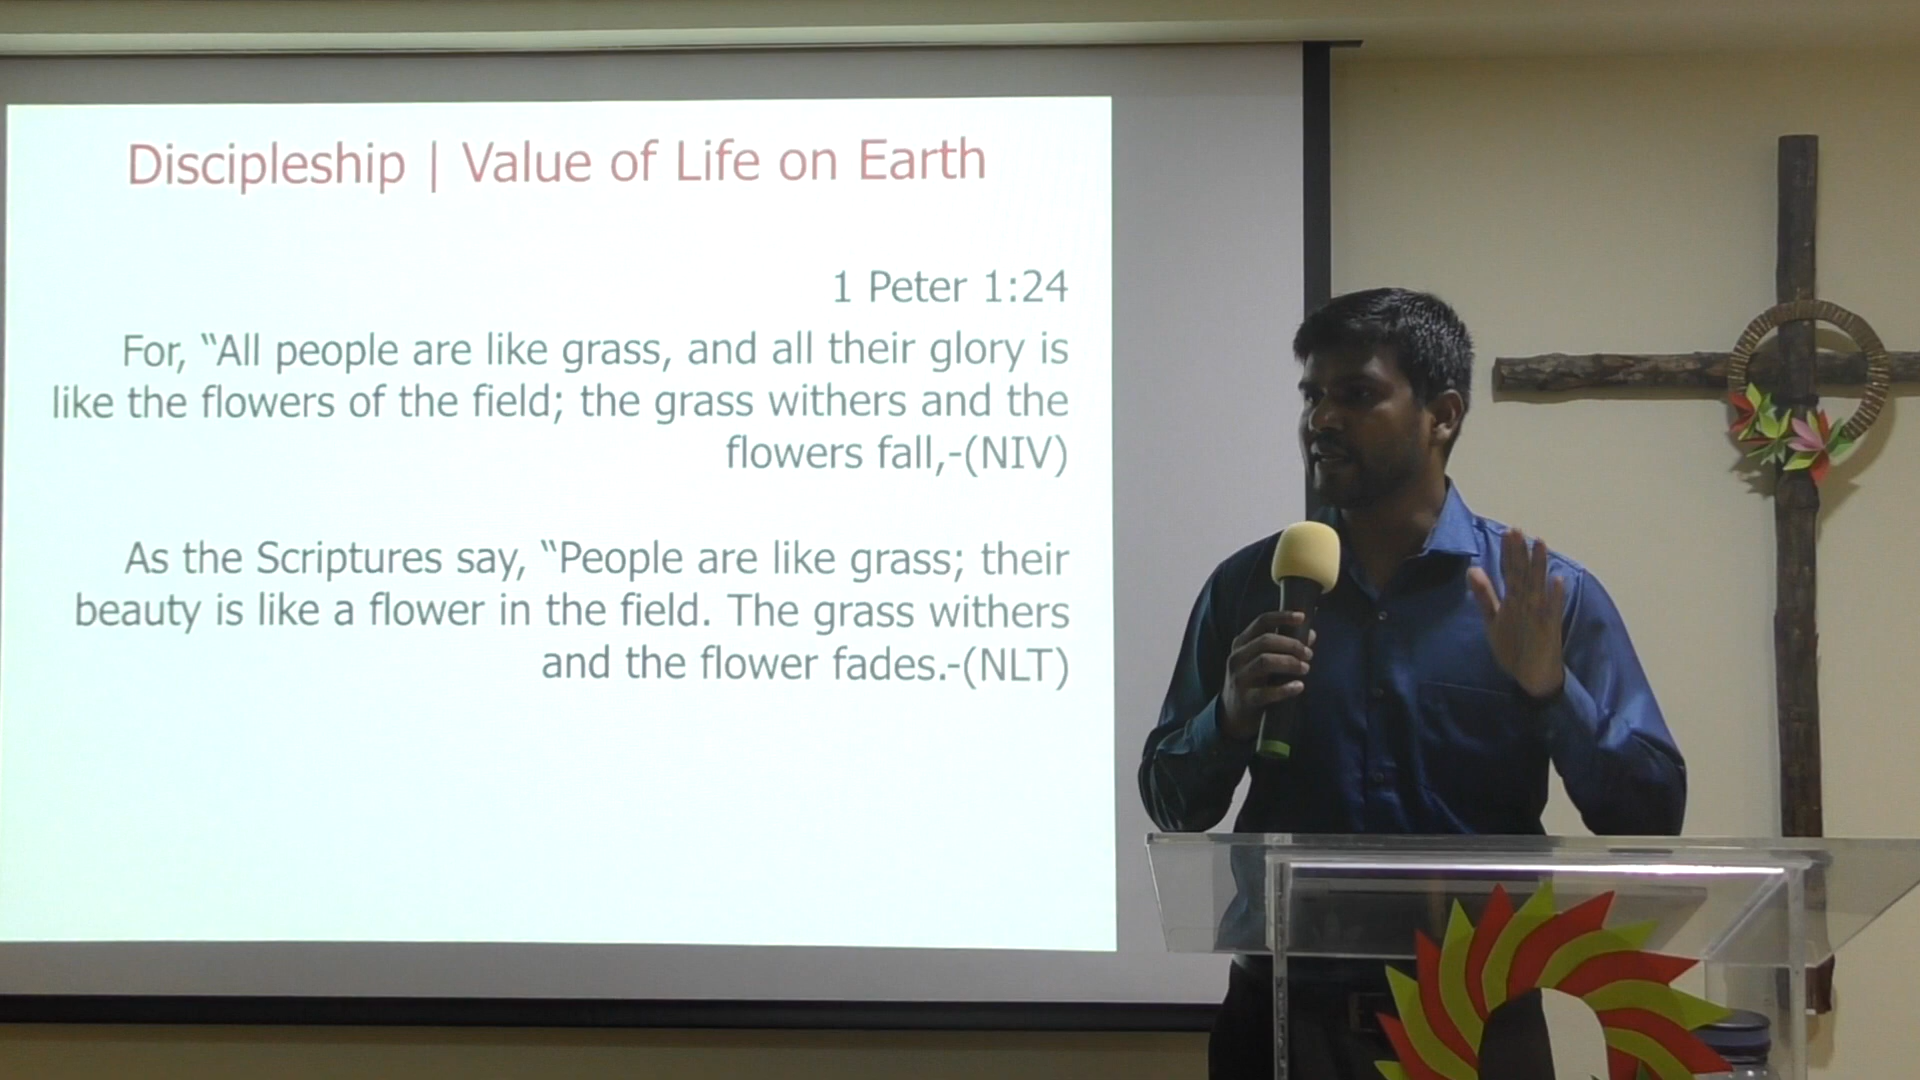 Discipleship | Value of Life on Earth
1 Peter 1:24
For, “All people are like grass, and all their glory is
like the flowers of the field; the grass withers and the
flowers fall,-(NIV)
As the Scriptures say, “People are like grass; their
beauty is like a flower in the field. The grass withers
and the flower fades.-(NLT)